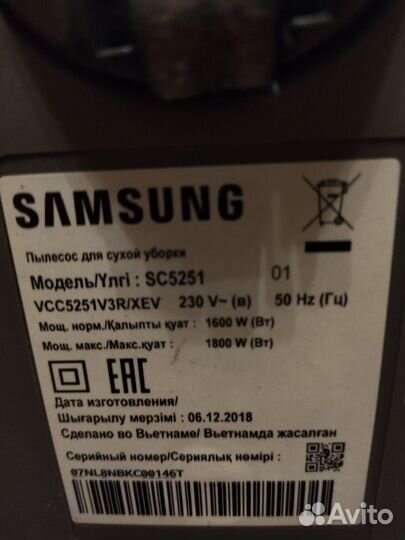 SAMSUNG
Пылесос для сухой уборки
Модель/Үлгі : SC5251 01
VCC5251V3R/XEV 230 V~ (в) 50 Hz (Гц)
Мощ. норм./Қалыпты қуат : 1600 W (Вт)
Мощ. макс./Макс.қуат : 1800 W (Вт)
EAC
Дата изготовления/
Шығарылу мерзімі : 06.12.2018
Сделано во Вьетнаме/ Вьетнамда жасалған
Серийный номер/Сериялық нөмірі :
07NL8NBKC00146T
Avito